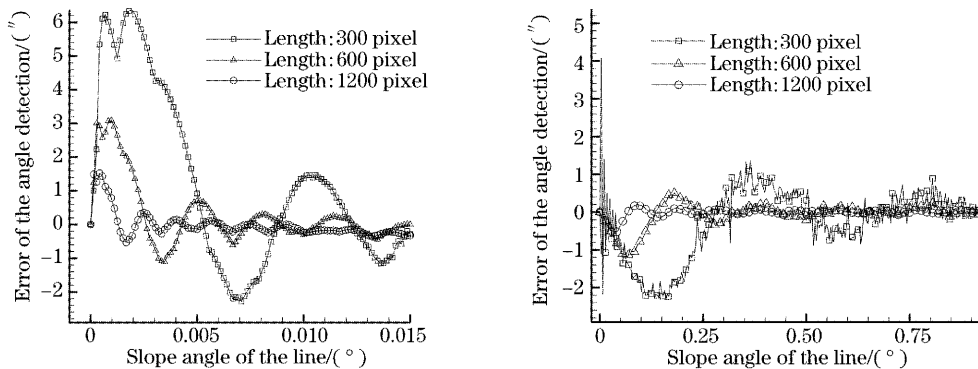 Error of the angle detection/(″)
6
5
4
3
2
1
0
−1
−2
Length:300 pixel
Length:600 pixel
Length:1200 pixel
0
0.005
0.010
0.015
Slope angle of the line/(°)
Error of the angle detection/(″)
5
4
3
2
1
0
−1
−2
Length:300 pixel
Length:600 pixel
Length:1200 pixel
0
0.25
0.50
0.75
Slope angle of the line/(°)